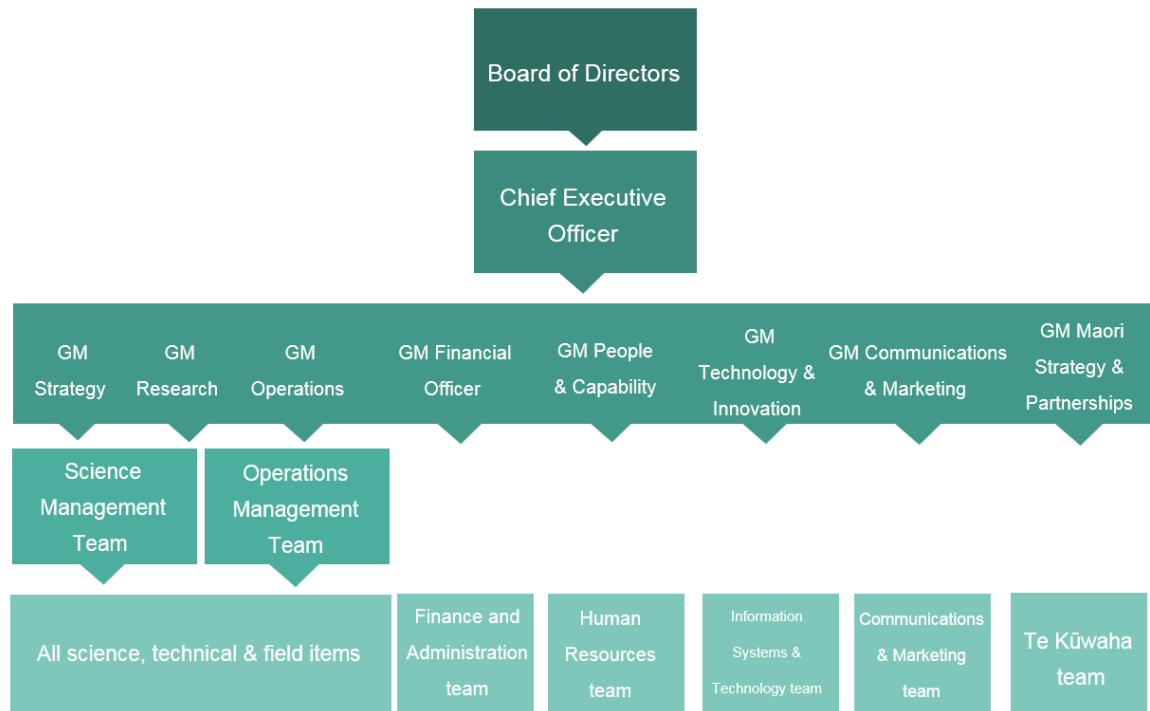 Board of Directors
Chief Executive
Officer
GM
Strategy
GM
Research
GM
Operations
GM Financial
Officer
GM People
& Capability
GM
Technology &
Innovation
GM Communications
& Marketing
GM Maori
Strategy &
Partnerships
Science
Management
Team
Operations
Management
Team
All science, technical & field items
Finance and
Administration
team
Human
Resources
team
Information
Systems &
Technology team
Communications
& Marketing
team
Te Kūwaha
team